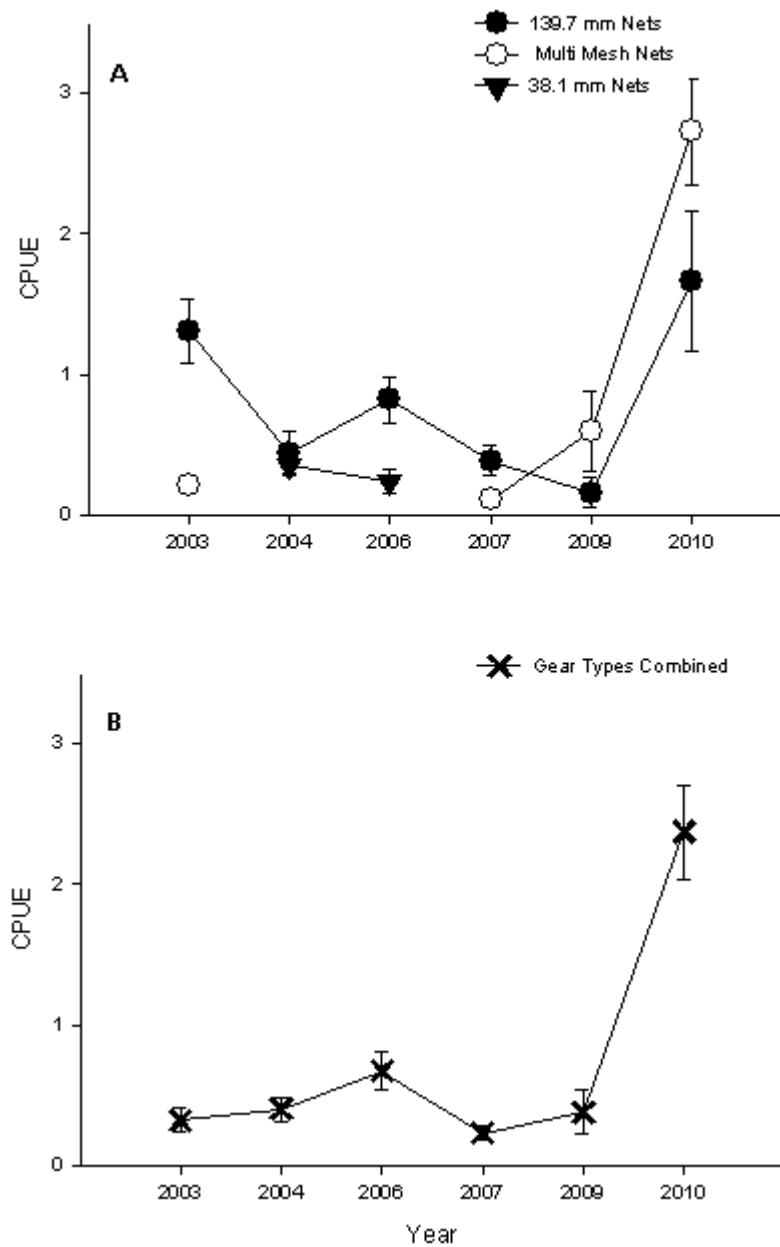 139.7 mm Nets
Multi Mesh Nets
38.1 mm Nets
A
3
2
1
0
CPUE
2003 2004 2006 2007 2009 2010
Gear Types Combined
B
3
2
1
0
CPUE
2003 2004 2006 2007 2009 2010
Year